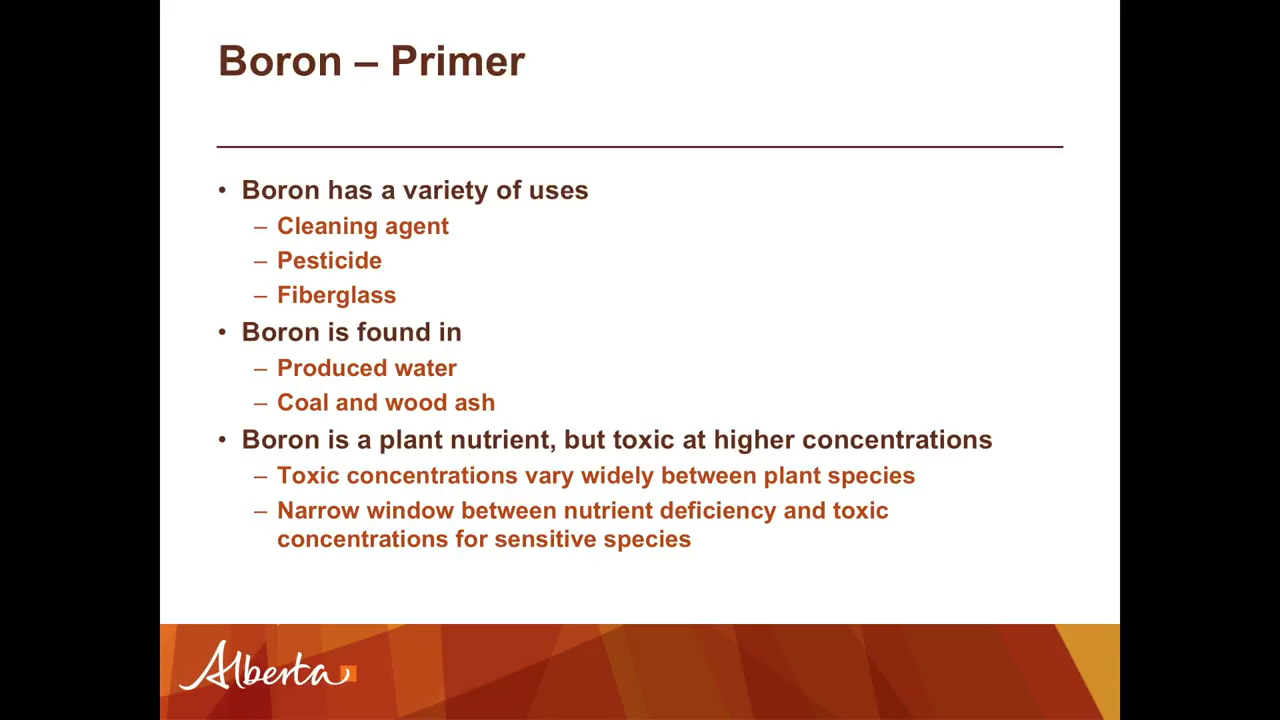 Boron – Primer
• Boron has a variety of uses
– Cleaning agent
– Pesticide
– Fiberglass
• Boron is found in
– Produced water
– Coal and wood ash
• Boron is a plant nutrient, but toxic at higher concentrations
– Toxic concentrations vary widely between plant species
– Narrow window between nutrient deficiency and toxic
concentrations for sensitive species
Alberta